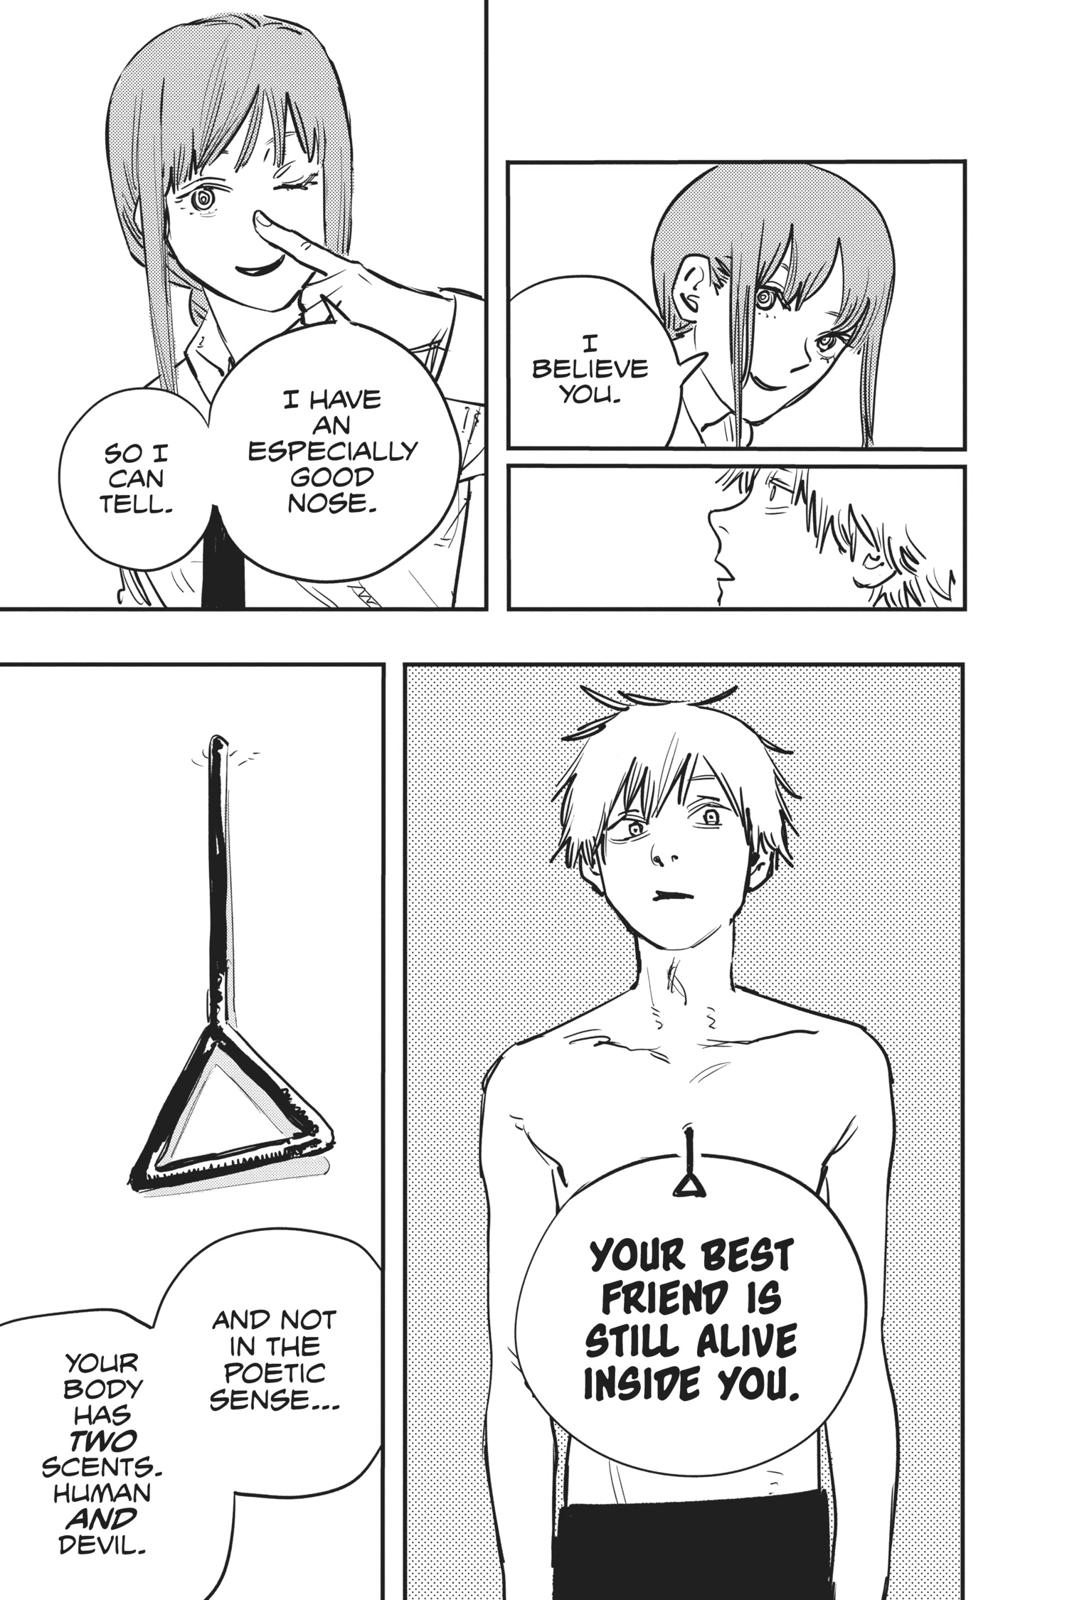 I
BELIEVE
YOU.
I HAVE
AN
ESPECIALLY
GOOD
NOSE.
SO I
CAN
TELL.
YOUR BEST
FRIEND IS
STILL ALIVE
INSIDE YOU.
AND NOT
IN THE
POETIC
SENSE...
YOUR
BODY
HAS
TWO
SCENTS.
HUMAN
AND
DEVIL.